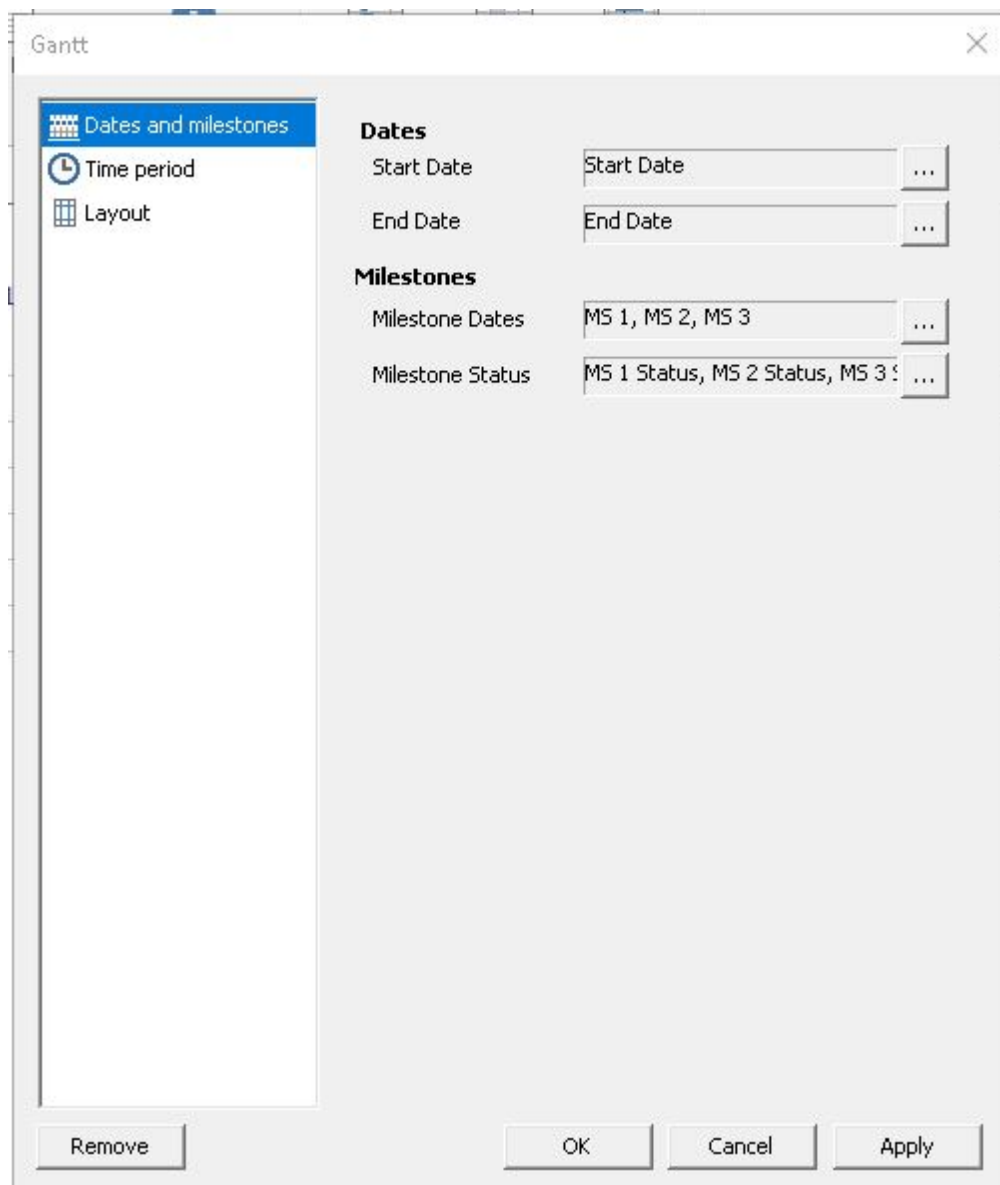 Gantt
Dates and milestones
Time period
Layout
Dates
Start Date Start Date ...
End Date End Date ...
Milestones
Milestone Dates MS 1, MS 2, MS 3 ...
Milestone Status MS 1 Status, MS 2 Status, MS 3 ...
Remove OK Cancel Apply